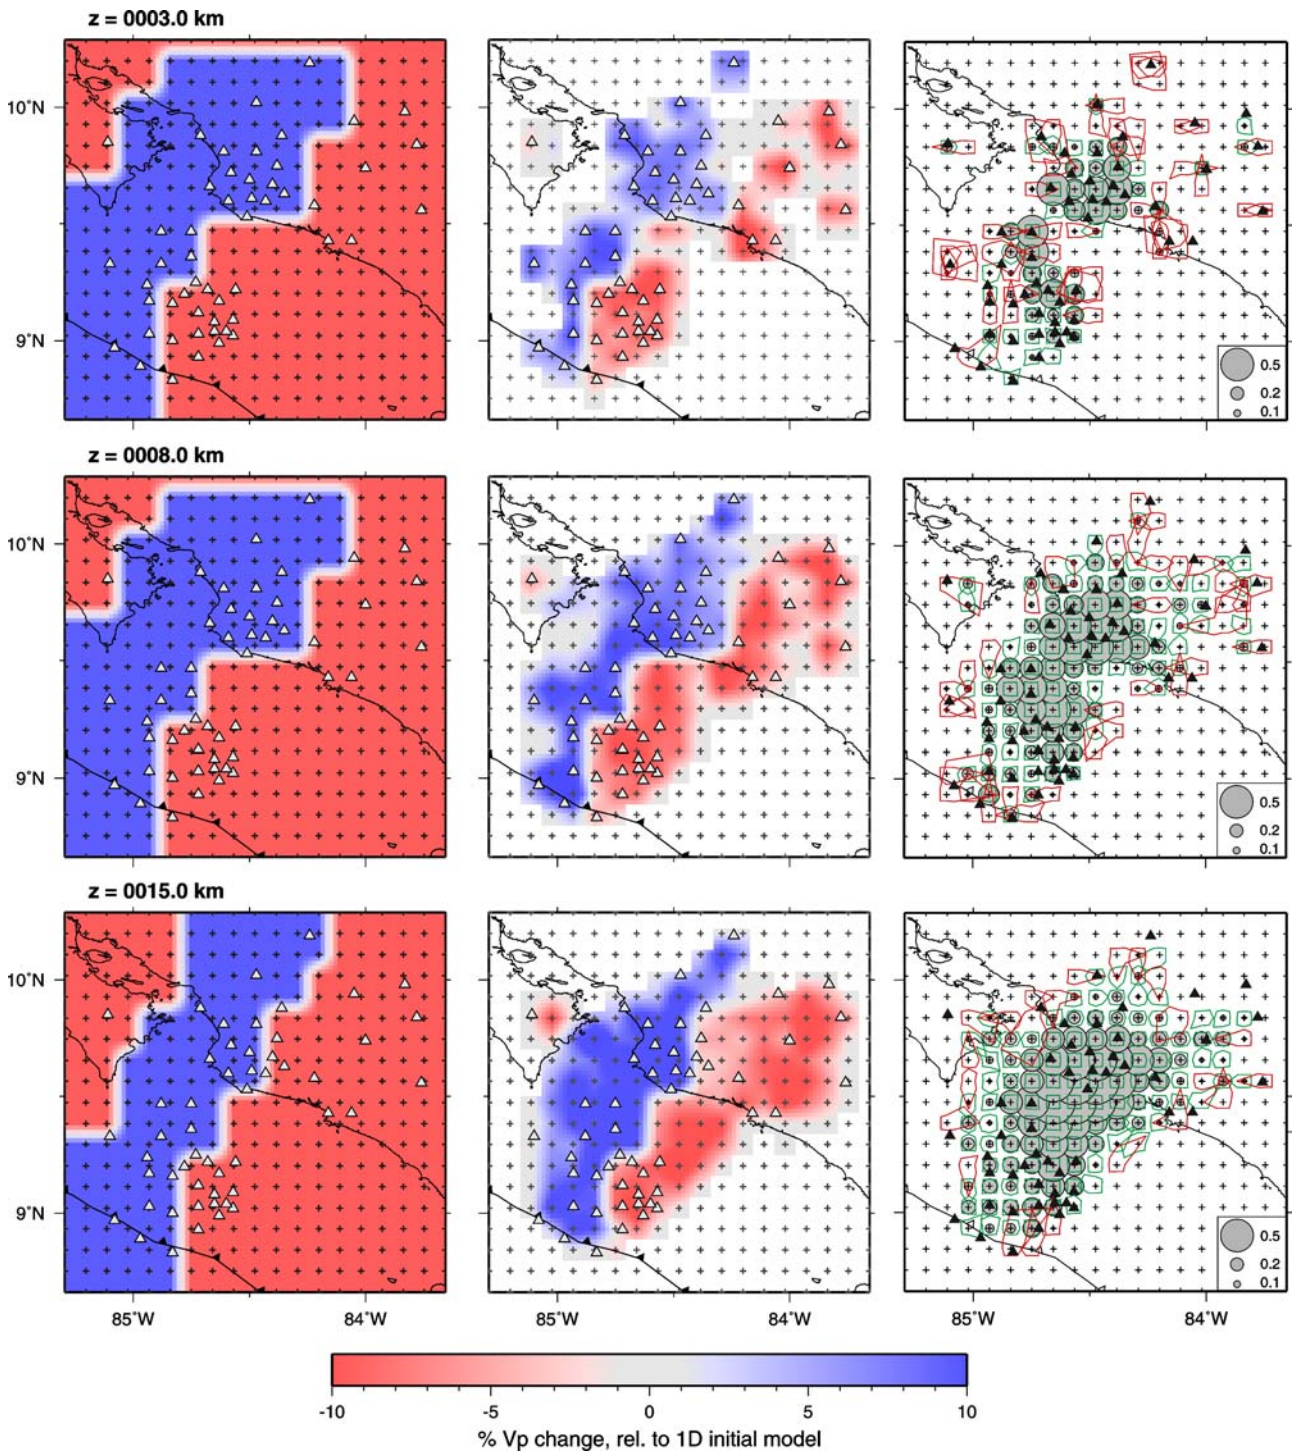 z = 0003.0 km
10°N
9°N
0.5
0.2
0.1
z = 0008.0 km
10°N
9°N
0.5
0.2
0.1
z = 0015.0 km
10°N
9°N
0.5
0.2
0.1
85°W 84°W 85°W 84°W 85°W 84°W
-10 -5 0 5 10
% Vp change, rel. to 1D initial model